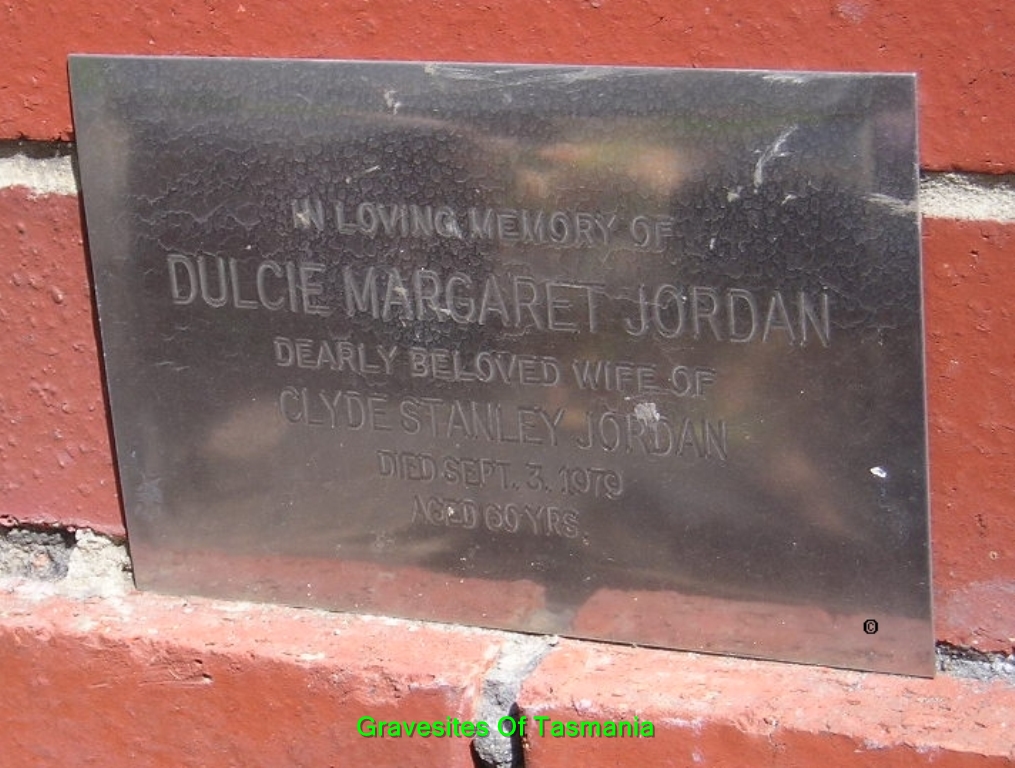 IN LOVING MEMORY OF
DULCIE MARGARET JORDAN
DEARLY BELOVED WIFE OF
CLYDE STANLEY JORDAN
DIED SEPT. 3. 1979
AGED 60 YRS.
©
Gravesites Of Tasmania